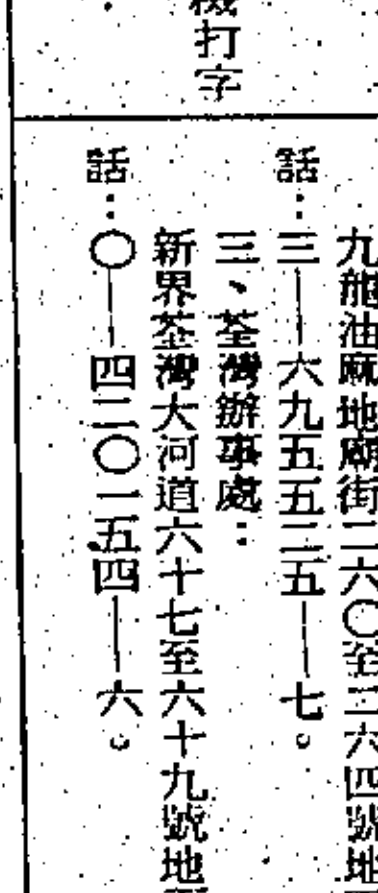 打字
九龍油麻地廟街二六〇至二六四號地
話：三——六九五五二五——七。
三、荃灣辦事處：
新界荃灣大河道六十七至六十九號地
話：〇——四二〇一五四——六。